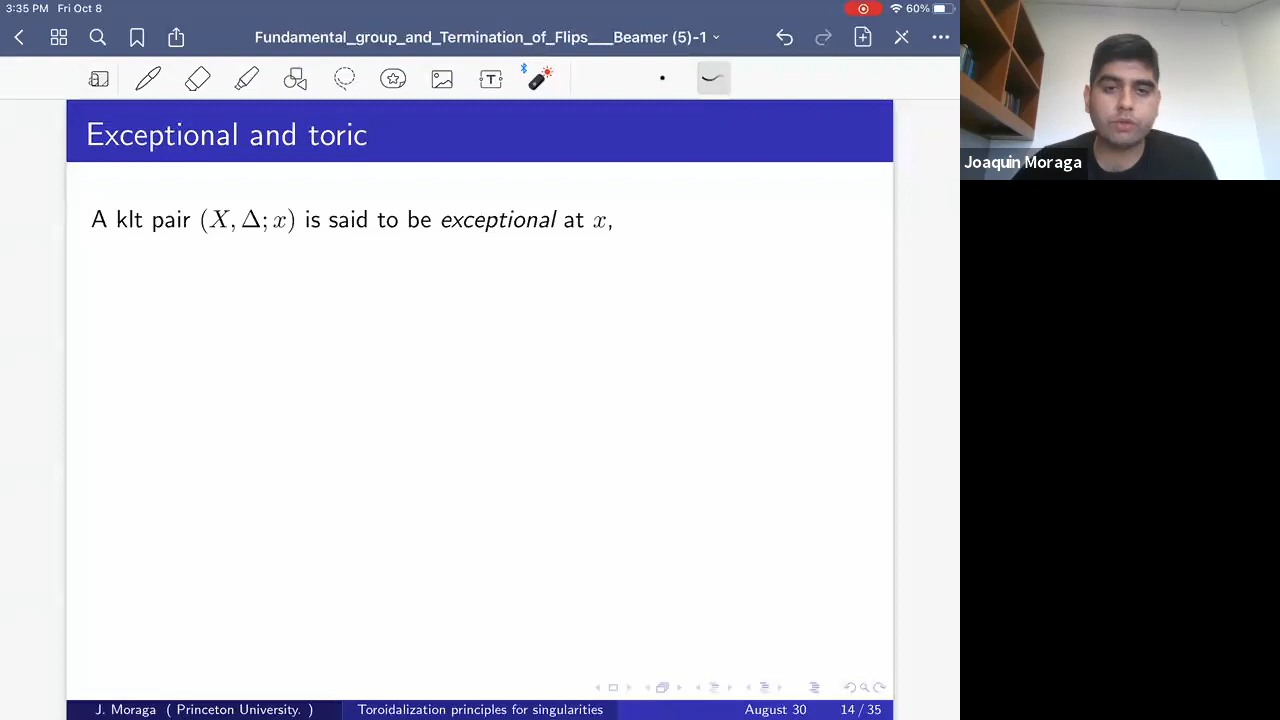 3:35 PM Fri Oct 8
60%
Fundamental_group_and_Termination_of_Flips___Beamer (5)-1
T
Exceptional and toric
A klt pair (X, Δ; x) is said to be exceptional at x,
Joaquin Moraga
J. Moraga ( Princeton University. ) Toroidalization principles for singularities August 30 14 / 35